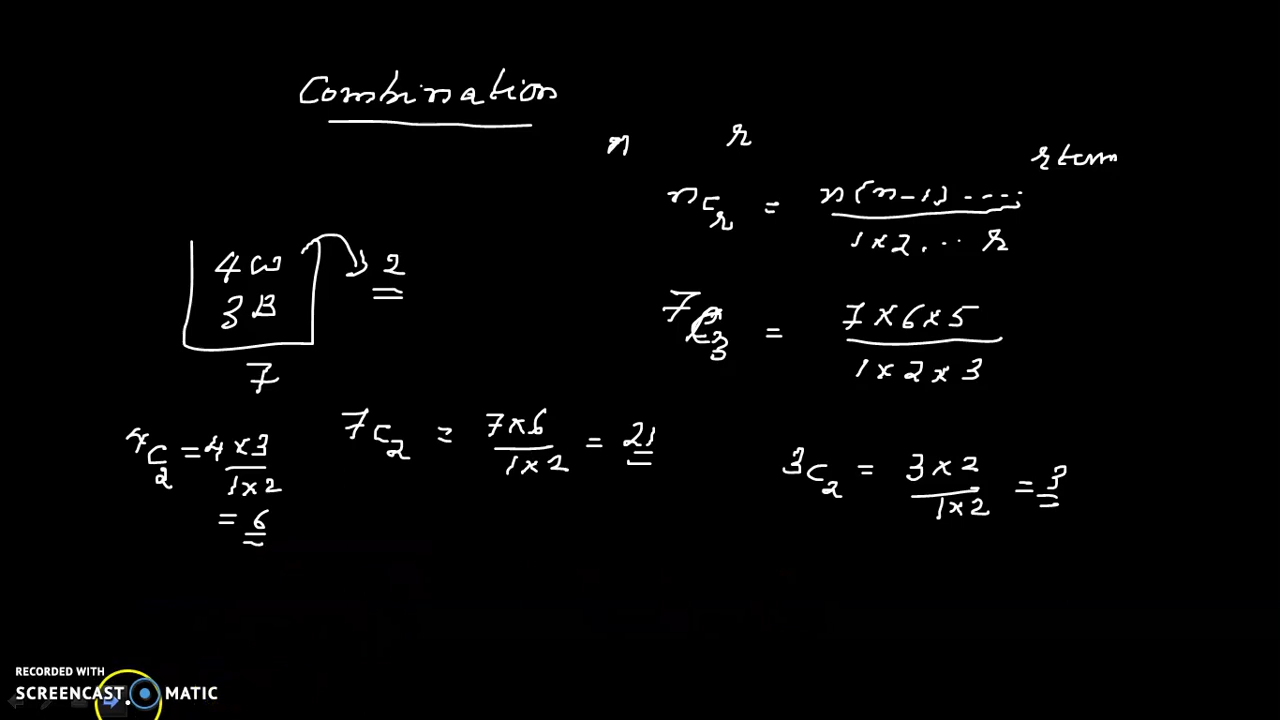 Combination
n r
r term
nCr = n(n-1) ....
1 x 2 . .. r
4W 2
3B
7
7C3 = 7 x 6 x 5
1 x 2 x 3
4C2 = 4 x 3
1 x 2
= 6
7C2 = 7 x 6 = 21
1 x 2
3C2 = 3 x 2 = 3
1 x 2
RECORDED WITH
SCREENCAST MATIC